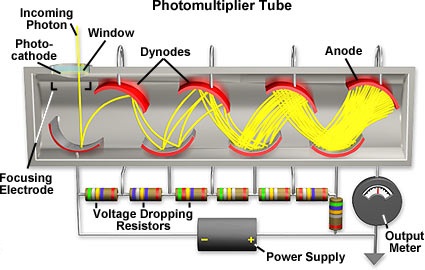 Photomultiplier Tube
Incoming
Photon
Window
Photo-
cathode
Dynodes
Anode
Focusing
Electrode
Voltage Dropping
Resistors
Power Supply
Output
Meter